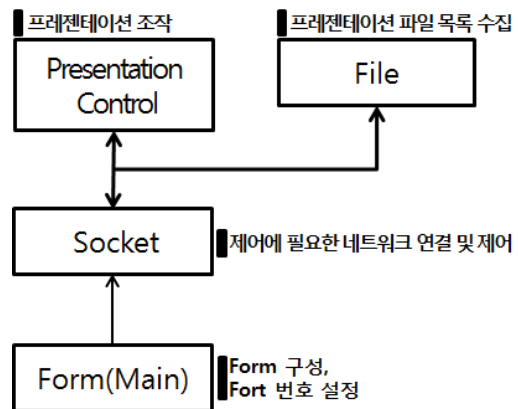 프레젠테이션 조작
프레젠테이션 파일 목록 수집
Presentation
Control
File
Socket
제어에 필요한 네트워크 연결 및 제어
Form(Main)
Form 구성,
Fort 번호 설정